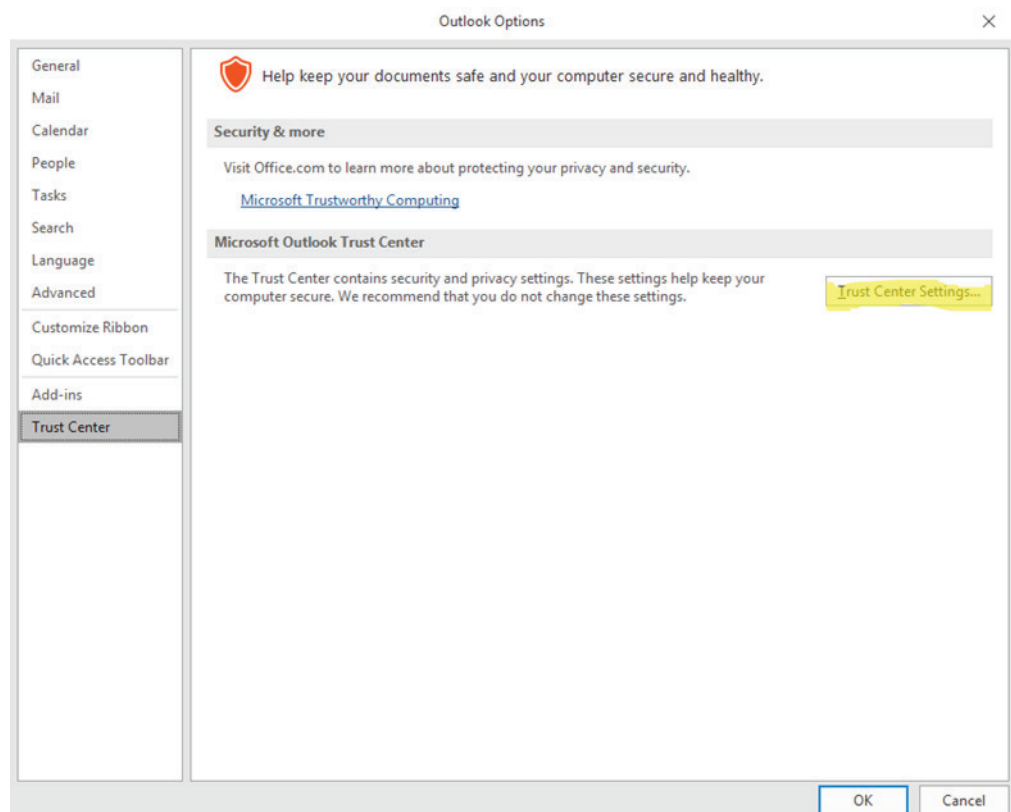 Outlook Options
General
Mail
Calendar
People
Tasks
Search
Language
Advanced
Customize Ribbon
Quick Access Toolbar
Add-ins
Trust Center
Help keep your documents safe and your computer secure and healthy.
Security & more
Visit Office.com to learn more about protecting your privacy and security.
Microsoft Trustworthy Computing
Microsoft Outlook Trust Center
The Trust Center contains security and privacy settings. These settings help keep your
computer secure. We recommend that you do not change these settings.
Trust Center Settings...
OK
Cancel